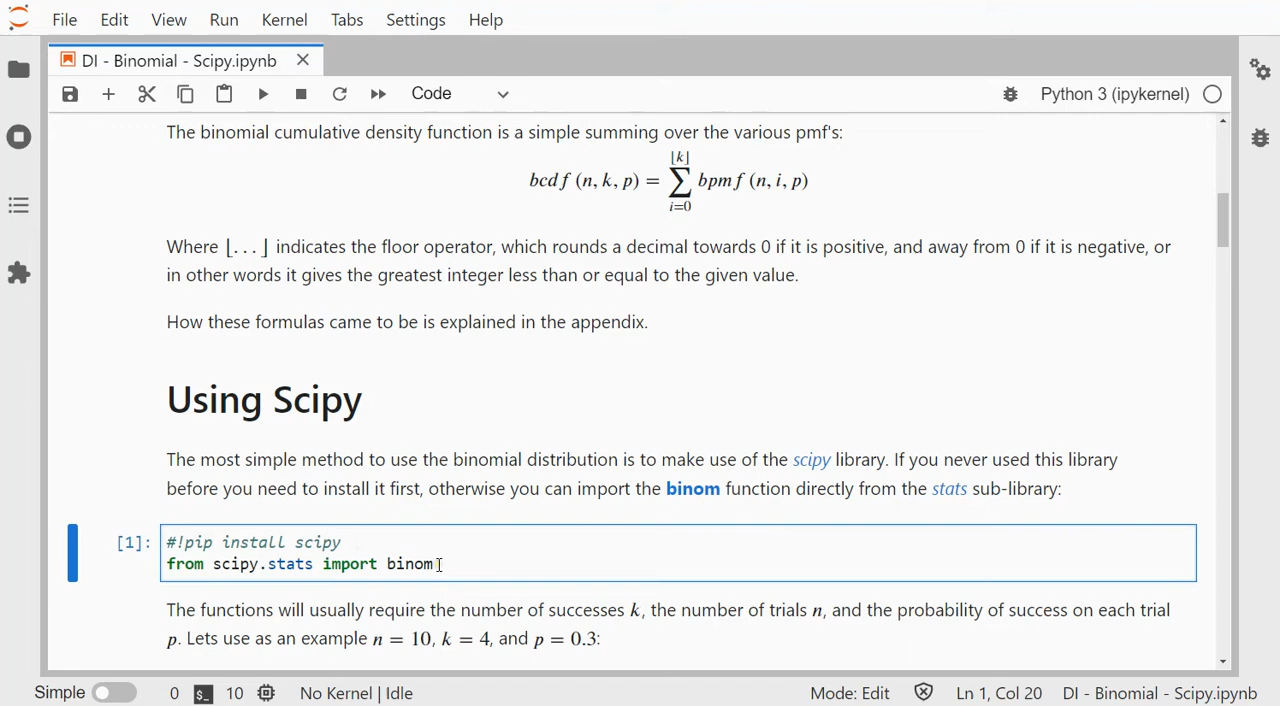 File Edit View Run Kernel Tabs Settings Help
DI - Binomial - Scipy.ipynb
Code Python 3 (ipykernel)
The binomial cumulative density function is a simple summing over the various pmf's:
bcdf (n, k, p) = ∑_{i=0}^{⌊k⌋} bpmf (n, i, p)
Where ⌊...⌋ indicates the floor operator, which rounds a decimal towards 0 if it is positive, and away from 0 if it is negative, or
in other words it gives the greatest integer less than or equal to the given value.
How these formulas came to be is explained in the appendix.
Using Scipy
The most simple method to use the binomial distribution is to make use of the scipy library. If you never used this library
before you need to install it first, otherwise you can import the binom function directly from the stats sub-library:
[1]: #!pip install scipy
from scipy.stats import binom
The functions will usually require the number of successes k, the number of trials n, and the probability of success on each trial
p. Lets use as an example n = 10, k = 4, and p = 0.3:
Simple 0 $_ 10 No Kernel | Idle Mode: Edit Ln 1, Col 20 DI - Binomial - Scipy.ipynb